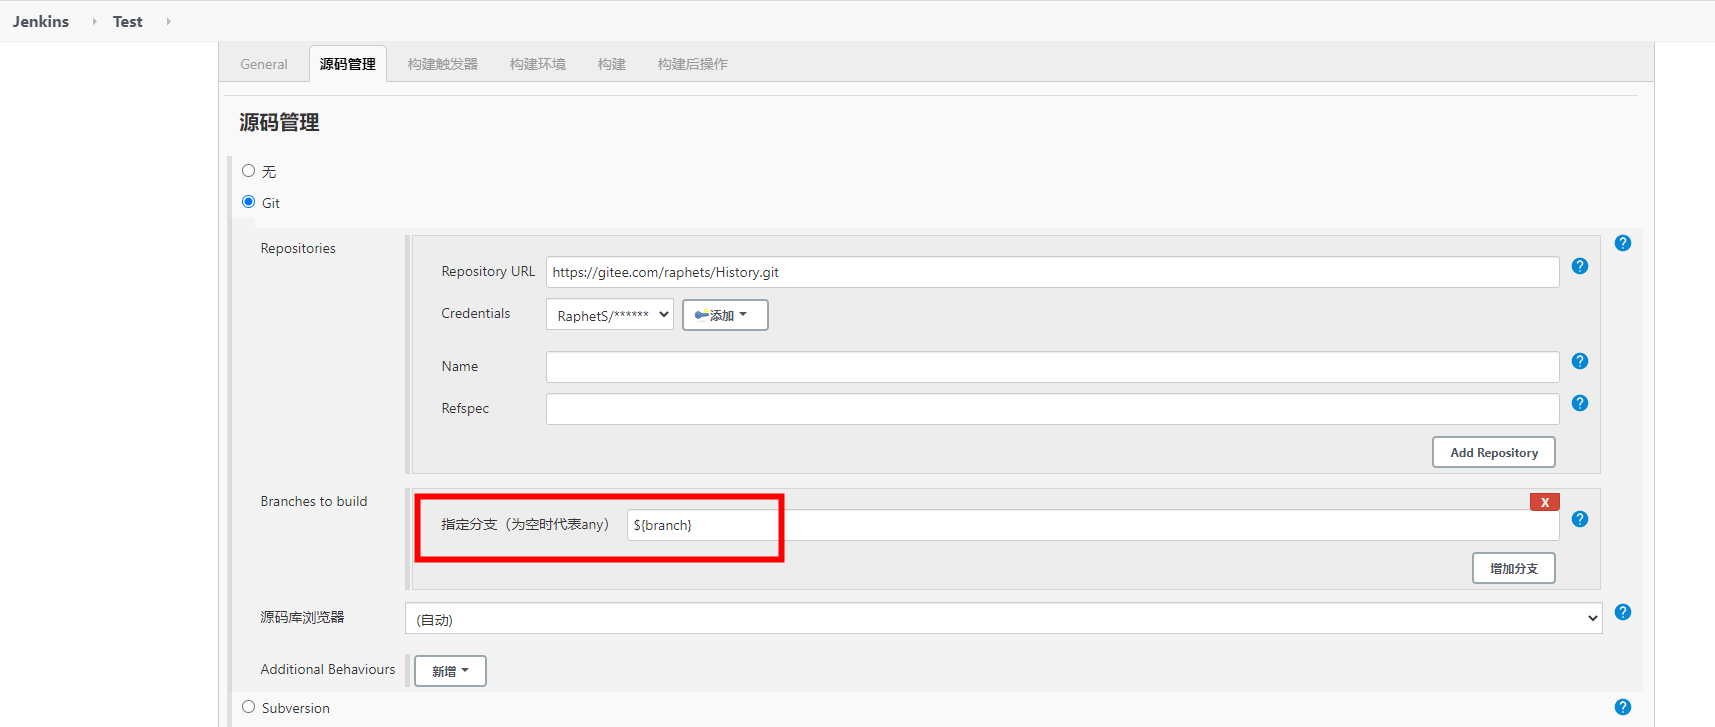 Jenkins Test
General 源码管理 构建触发器 构建环境 构建 构建后操作
源码管理
无
Git
Repositories
Repository URL https://gitee.com/raphets/History.git
Credentials RaphetS/****** 添加
Name
Refspec
Add Repository
Branches to build
X
指定分支（为空时代表any） ${branch}
增加分支
源码库浏览器 (自动)
Additional Behaviours 新增
Subversion